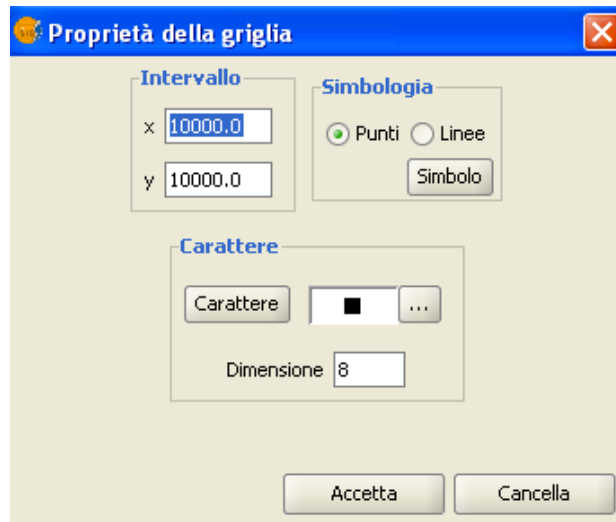 Proprietà della griglia
Intervallo
x 10000.0
y 10000.0
Simbologia
Punti Linee
Simbolo
Carattere
Carattere ...
Dimensione 8
Accetta Cancella